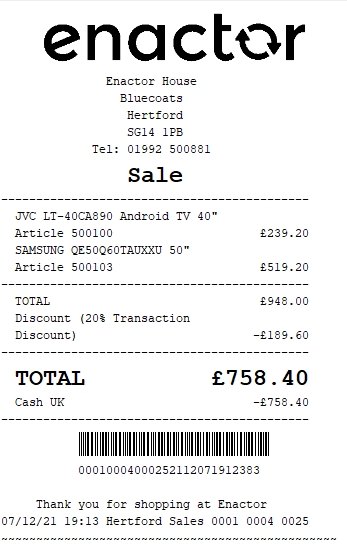 enactor
Enactor House
Bluecoats
Hertford
SG14 1PB
Tel: 01992 500881
Sale
JVC LT-40CA890 Android TV 40"
Article 500100 £239.20
SAMSUNG QE50Q60TAUXXU 50"
Article 500103 £519.20
TOTAL £948.00
Discount (20% Transaction
Discount) -£189.60
TOTAL £758.40
Cash UK -£758.40
0001000400025211207191238​3
Thank you for shopping at Enactor
07/12/21 19:13 Hertford Sales 0001 0004 0025